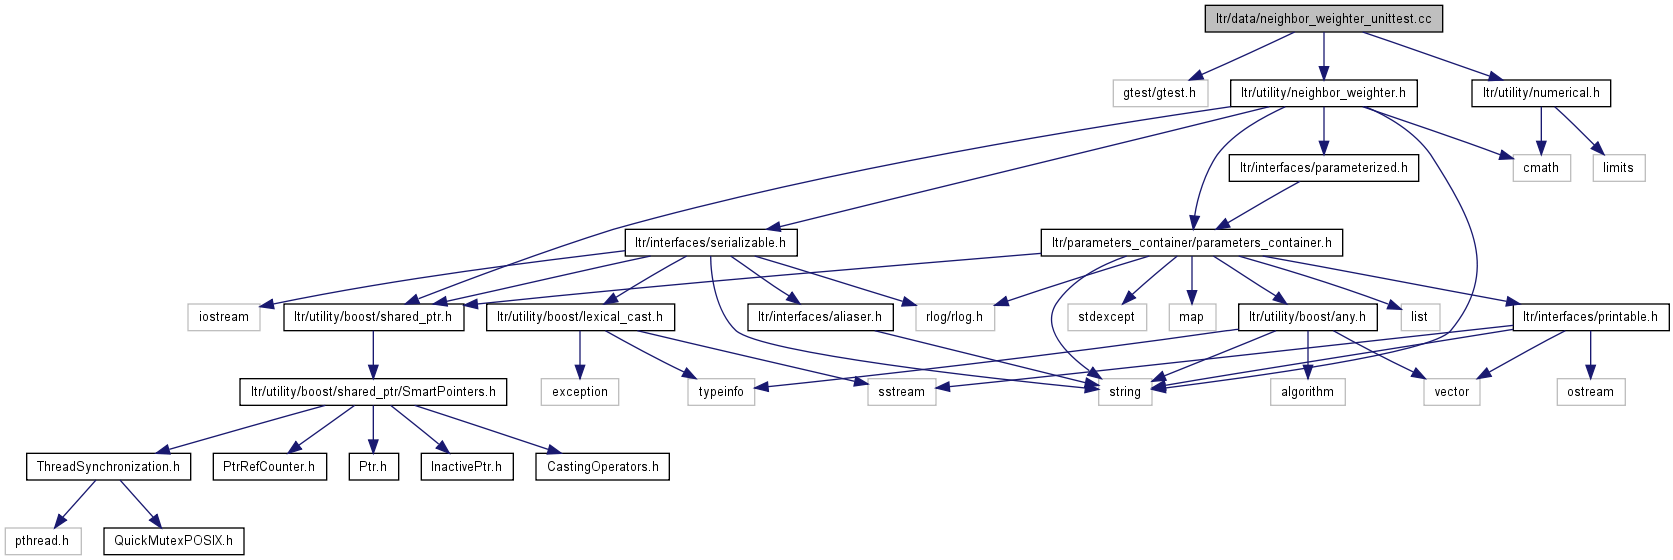 ltr/data/neighbor_weighter_unittest.cc
gtest/gtest.h
ltr/utility/neighbor_weighter.h
ltr/utility/numerical.h
ltr/interfaces/parameterized.h
cmath
limits
ltr/interfaces/serializable.h
ltr/parameters_container/parameters_container.h
iostream
ltr/utility/boost/shared_ptr.h
ltr/utility/boost/lexical_cast.h
ltr/interfaces/aliaser.h
rlog/rlog.h
stdexcept
map
ltr/utility/boost/any.h
list
ltr/interfaces/printable.h
ltr/utility/boost/shared_ptr/SmartPointers.h
exception
typeinfo
sstream
string
algorithm
vector
ostream
ThreadSynchronization.h
PtrRefCounter.h
Ptr.h
InactivePtr.h
CastingOperators.h
pthread.h
QuickMutexPOSIX.h